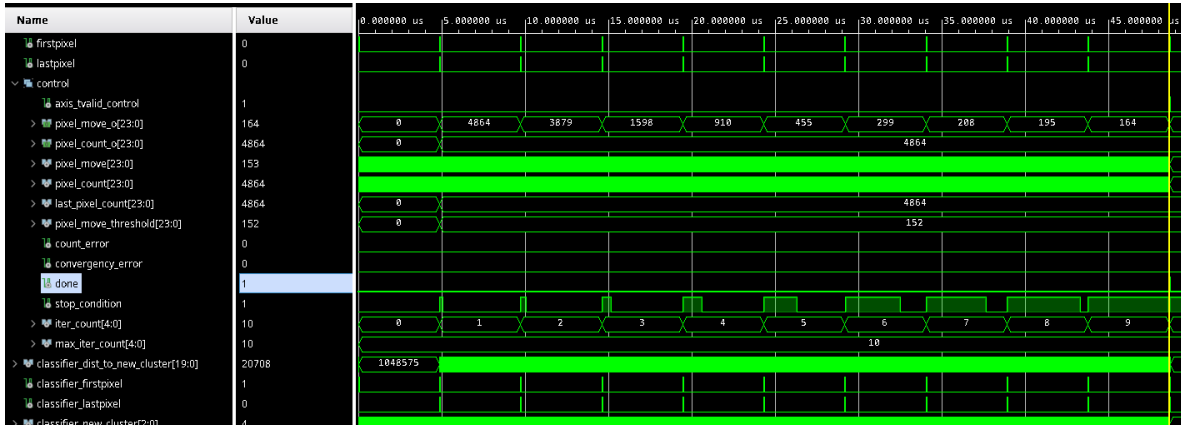 Name Value 0.000000 us 5.000000 us 10.000000 us 15.000000 us 20.000000 us 25.000000 us 30.000000 us 35.000000 us 40.000000 us 45.000000 us
firstpixel 0
lastpixel 0
control
axis_tvalid_control 1
pixel_move_o[23:0] 164 0 4864 3879 1598 910 455 299 208 195 164
pixel_count_o[23:0] 4864 0 4864
pixel_move[23:0] 153
pixel_count[23:0] 4864
last_pixel_count[23:0] 4864 0 4864
pixel_move_threshold[23:0] 152 0 152
count_error 0
convergency_error 0
done 1
stop_condition 1
iter_count[4:0] 10 0 1 2 3 4 5 6 7 8 9
max_iter_count[4:0] 10 10
classifier_dist_to_new_cluster[19:0] 20708 1048575
classifier_firstpixel 1
classifier_lastpixel 0
classifier_new_cluster[2:0] 4